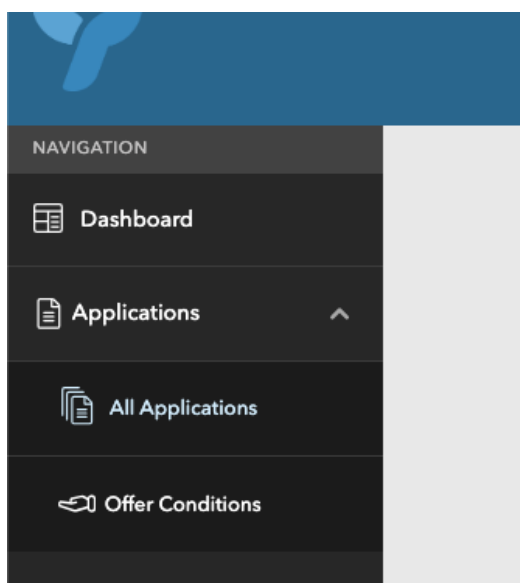 NAVIGATION
Dashboard
Applications
All Applications
Offer Conditions